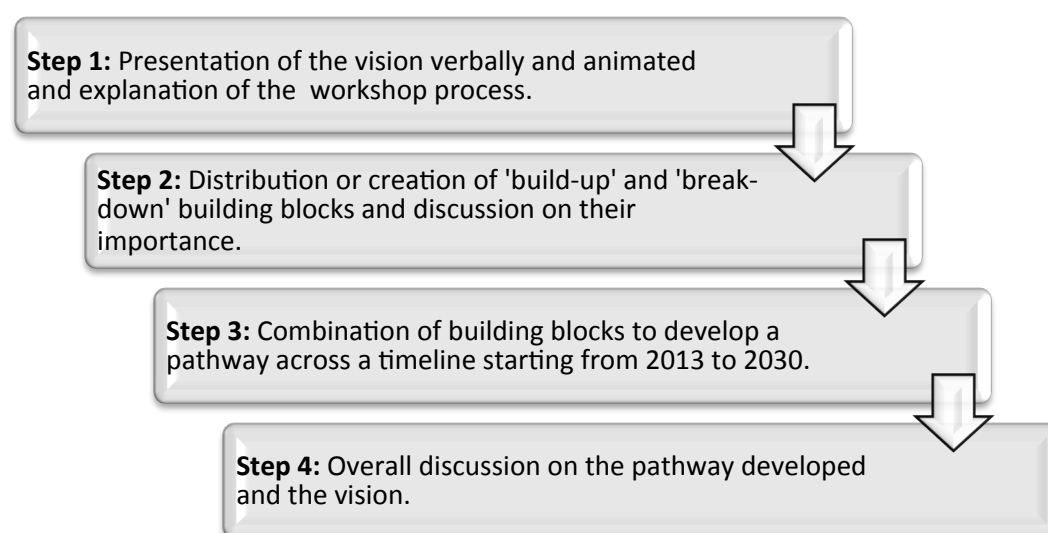 Step 1: Presentation of the vision verbally and animated
and explanation of the  workshop process.
Step 2: Distribution or creation of 'build-up' and 'break-
down' building blocks and discussion on their
importance.
Step 3: Combination of building blocks to develop a
pathway across a timeline starting from 2013 to 2030.
Step 4: Overall discussion on the pathway developed
and the vision.